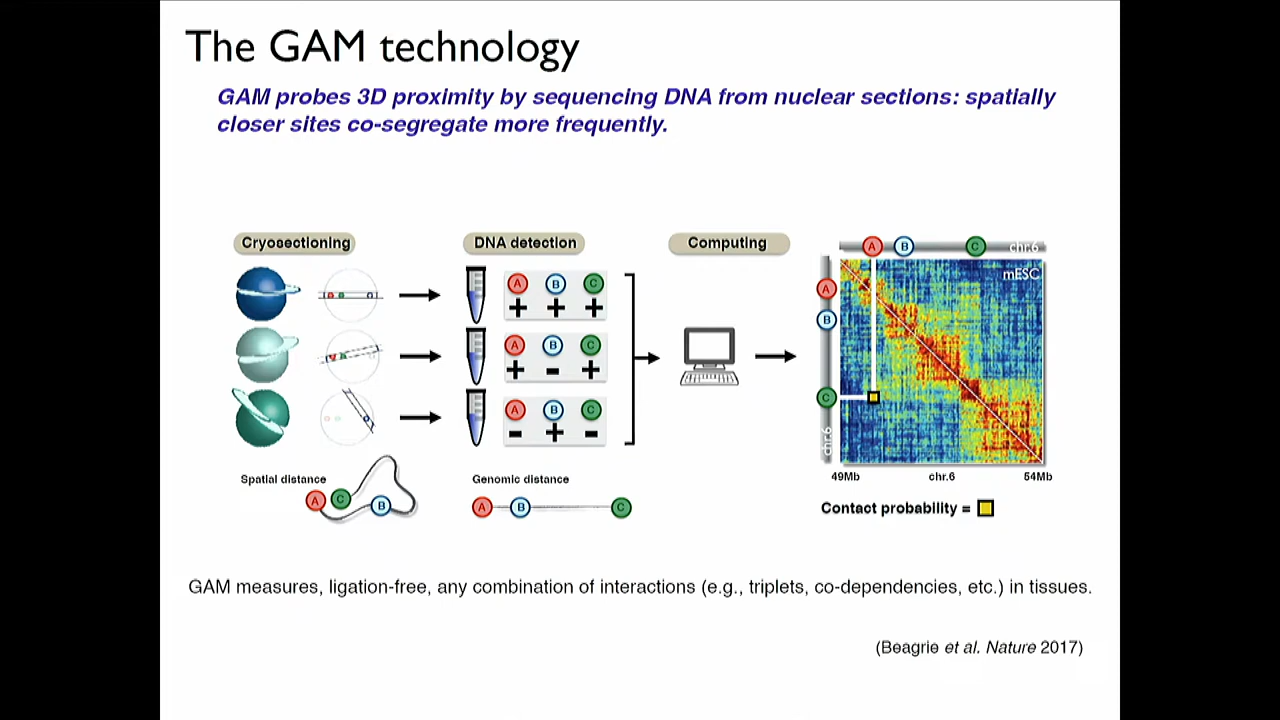 The GAM technology
GAM probes 3D proximity by sequencing DNA from nuclear sections: spatially
closer sites co-segregate more frequently.
Cryosectioning
DNA detection
Computing
A B C chr.6
mESC
A B C
+ + +
A B C
+ - +
A B C
- + -
A
B
C
chr.6
49Mb chr.6 54Mb
Spatial distance
A C B
Genomic distance
A B C
Contact probability =
GAM measures, ligation-free, any combination of interactions (e.g., triplets, co-dependencies, etc.) in tissues.
(Beagrie et al. Nature 2017)